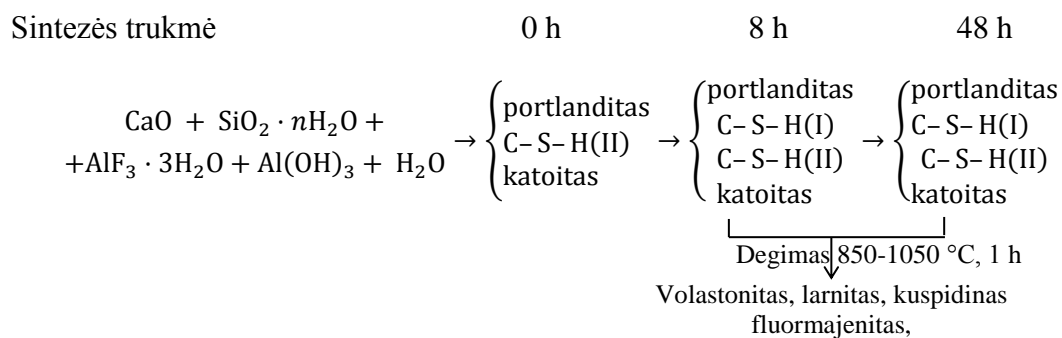 Sintezės trukmė 0 h 8 h 48 h
CaO + SiO₂ · nH₂O +
+AlF₃ · 3H₂O + Al(OH)₃ + H₂O
→ { portlanditas
C– S– H(II)
katoitas
→ { portlanditas
C– S– H(I)
C– S– H(II)
katoitas
→ { portlanditas
C– S– H(I)
C– S– H(II)
katoitas
Degimas 850-1050 °C, 1 h
Volastonitas, larnitas, kuspidinas
fluormajenitas,